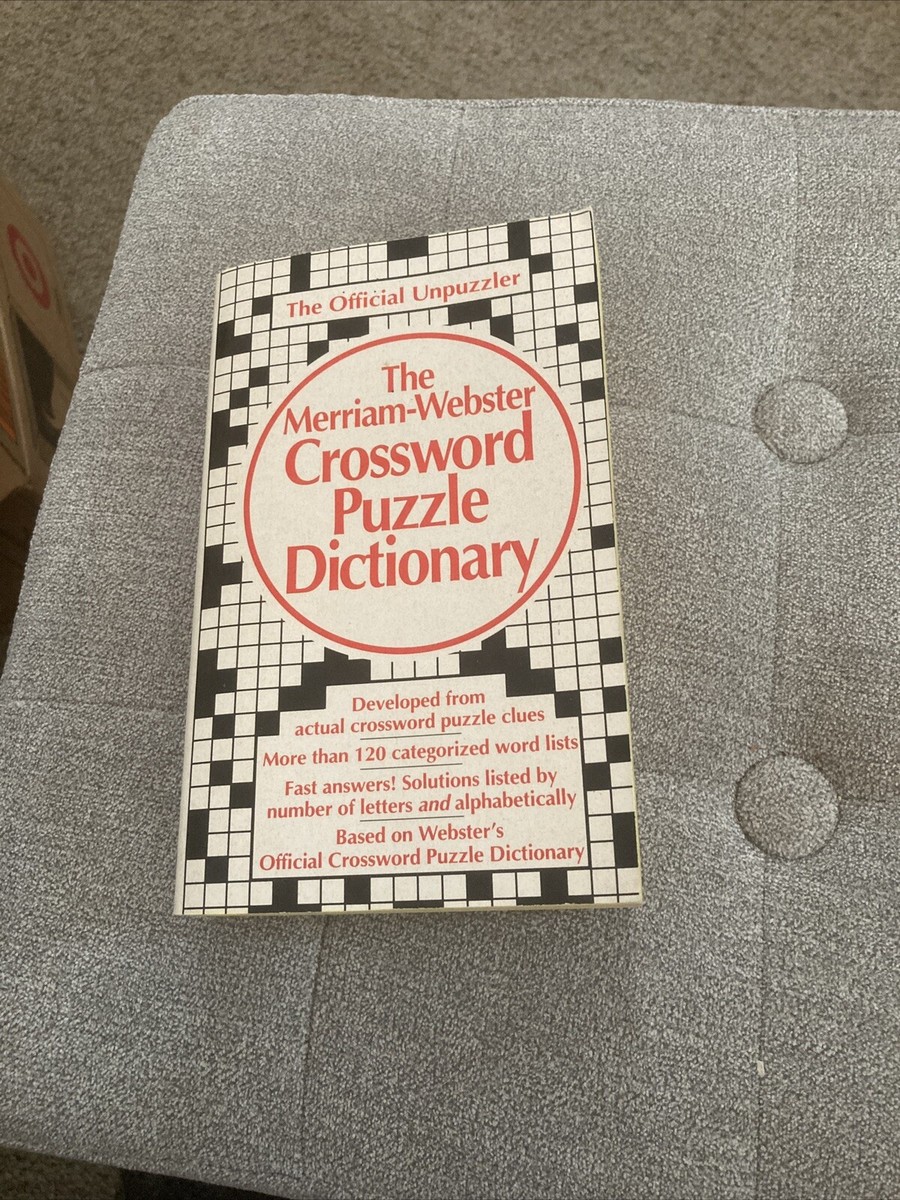 The Official Unpuzzler
The
Merriam-Webster
Crossword
Puzzle
Dictionary
Developed from
actual crossword puzzle clues
More than 120 categorized word lists
Fast answers! Solutions listed by
number of letters and alphabetically
Based on Webster's
Official Crossword Puzzle Dictionary